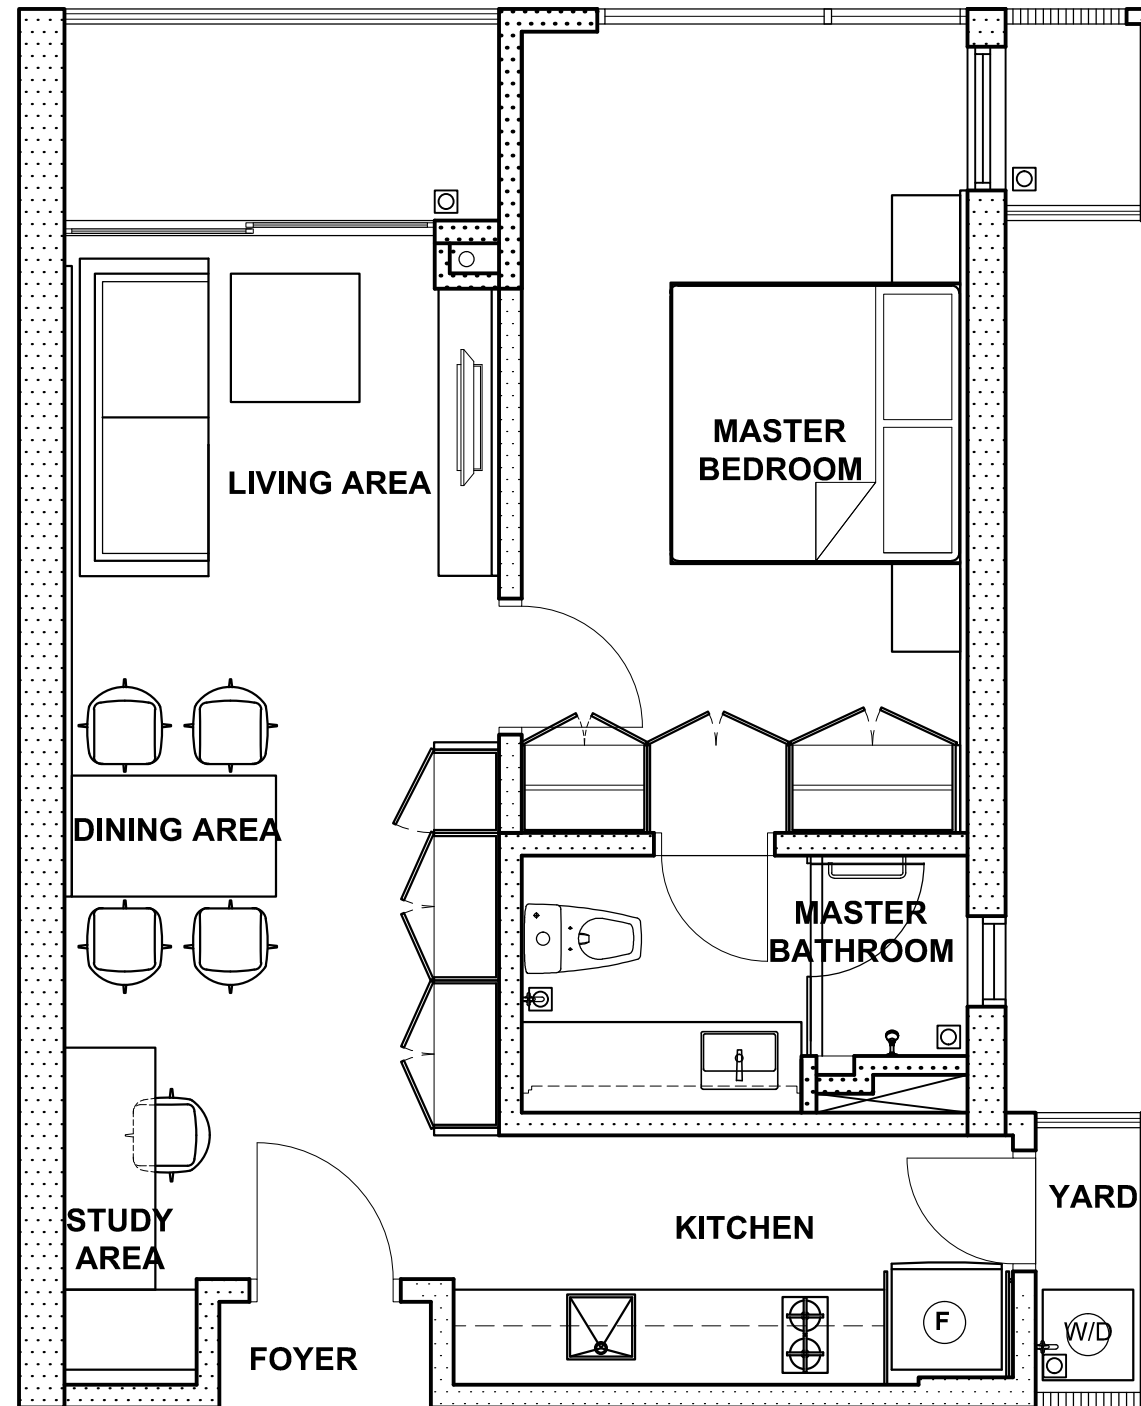 MASTER
BEDROOM
LIVING AREA
DINING AREA
MASTER
BATHROOM
STUDY
AREA
KITCHEN
YARD
F
W/D
FOYER